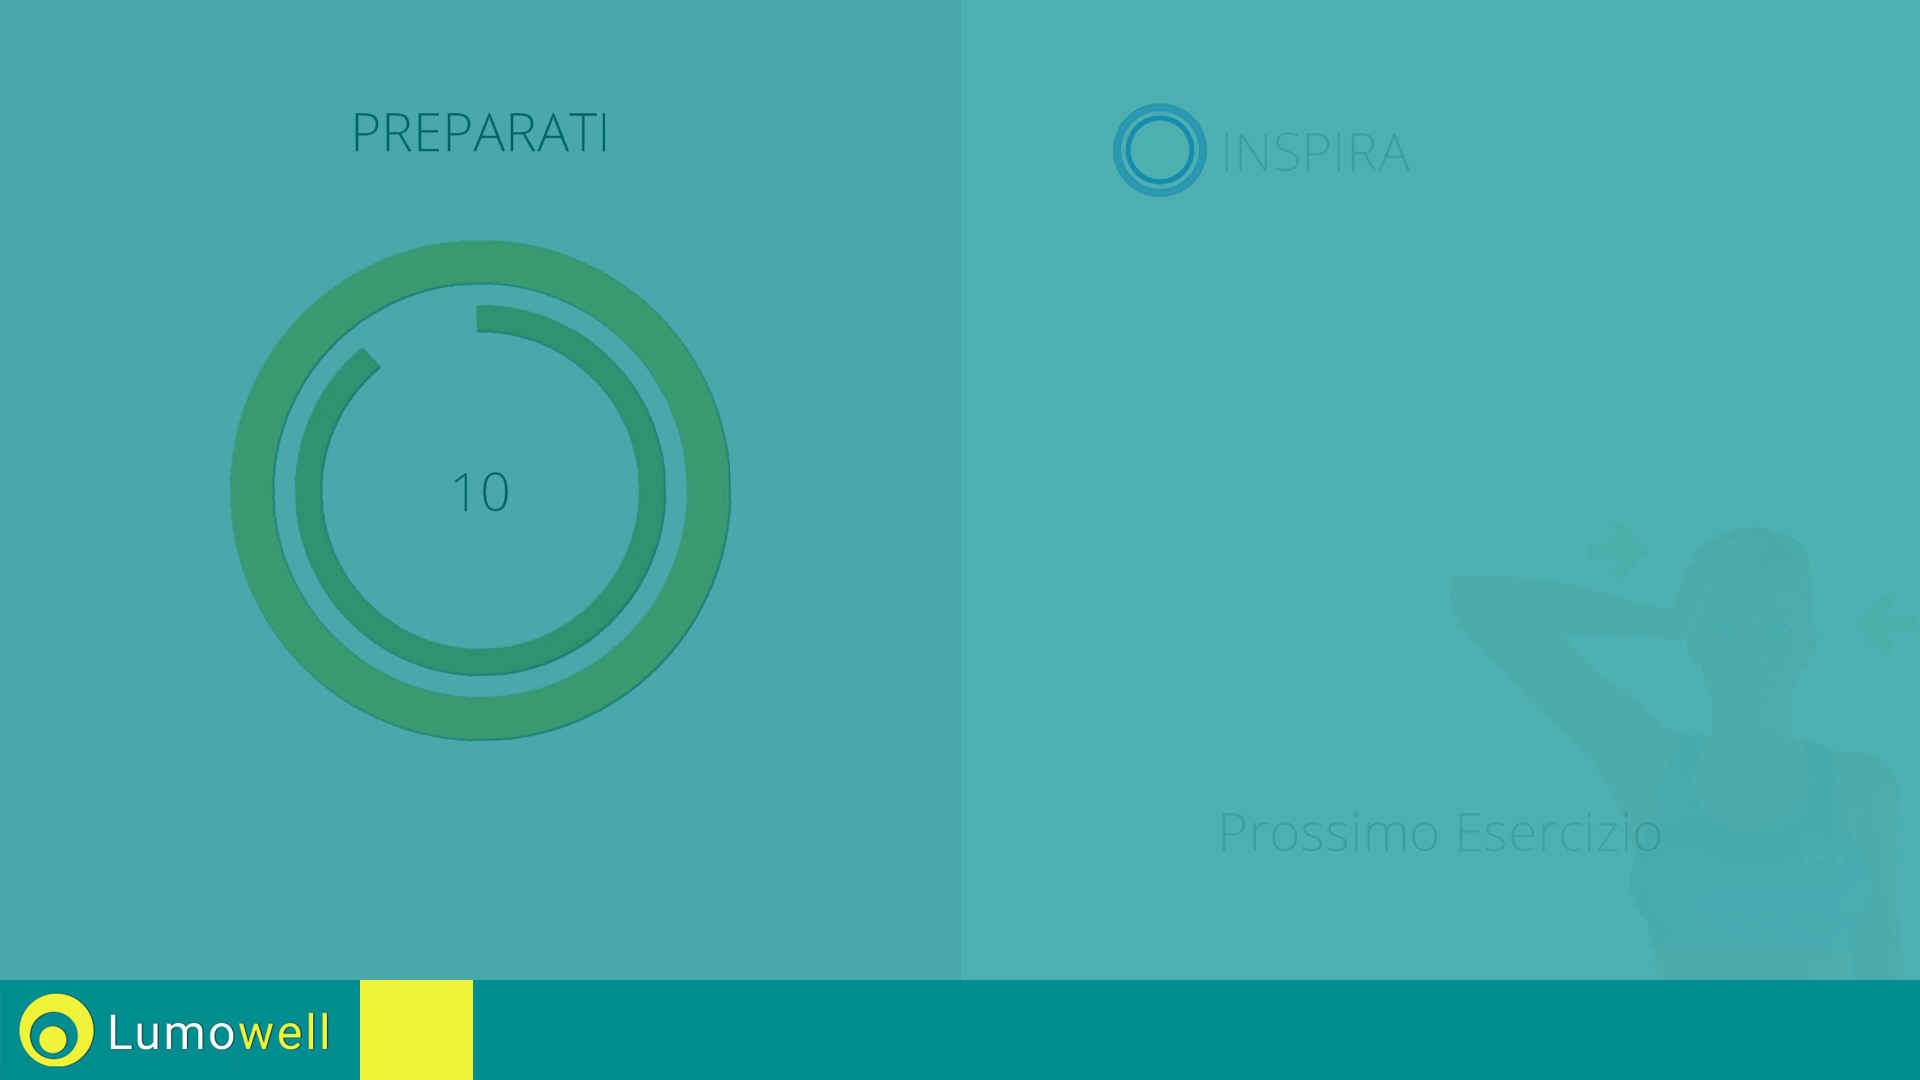 PREPARATI
INSPIRA
10
Prossimo Esercizio
Lumowell